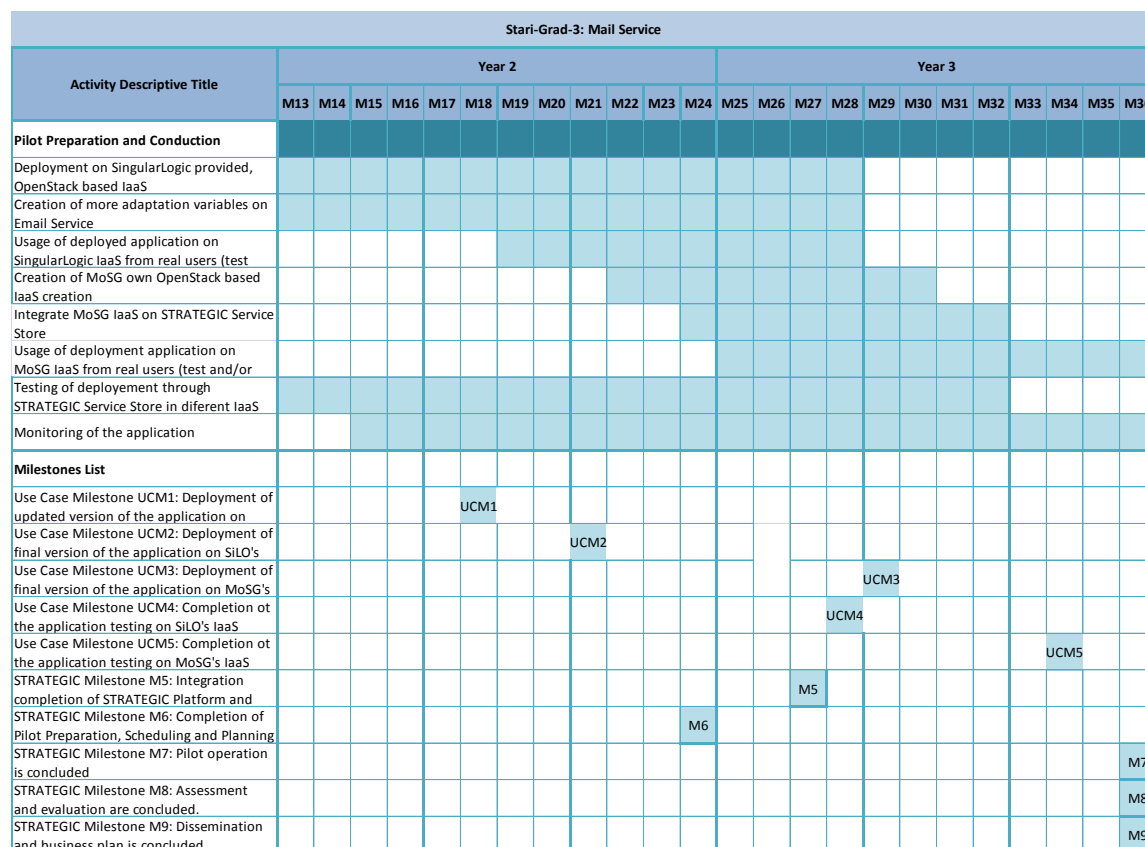 Stari-Grad-3: Mail Service
Activity Descriptive Title
Year 2
Year 3
M13 M14 M15 M16 M17 M18 M19 M20 M21 M22 M23 M24 M25 M26 M27 M28 M29 M30 M31 M32 M33 M34 M35 M36
Pilot Preparation and Conduction
Deployment on SingularLogic provided,
OpenStack based IaaS
Creation of more adaptation variables on
Email Service
Usage of deployed application on
SingularLogic IaaS from real users (test
Creation of MoSG own OpenStack based
IaaS creation
Integrate MoSG IaaS on STRATEGIC Service
Store
Usage of deployment application on
MoSG IaaS from real users (test and/or
Testing of deployement through
STRATEGIC Service Store in diferent IaaS
Monitoring of the application
Milestones List
Use Case Milestone UCM1: Deployment of
updated version of the application on
UCM1
Use Case Milestone UCM2: Deployment of
final version of the application on SiLO's
UCM2
Use Case Milestone UCM3: Deployment of
final version of the application on MoSG's
UCM3
Use Case Milestone UCM4: Completion ot
the application testing on SiLO's IaaS
UCM4
Use Case Milestone UCM5: Completion ot
the application testing on MoSG's IaaS
UCM5
STRATEGIC Milestone M5: Integration
completion of STRATEGIC Platform and
M5
STRATEGIC Milestone M6: Completion of
Pilot Preparation, Scheduling and Planning
M6
STRATEGIC Milestone M7: Pilot operation
is concluded
M7
STRATEGIC Milestone M8: Assessment
and evaluation are concluded.
M8
STRATEGIC Milestone M9: Dissemination
and business plan is concluded
M9